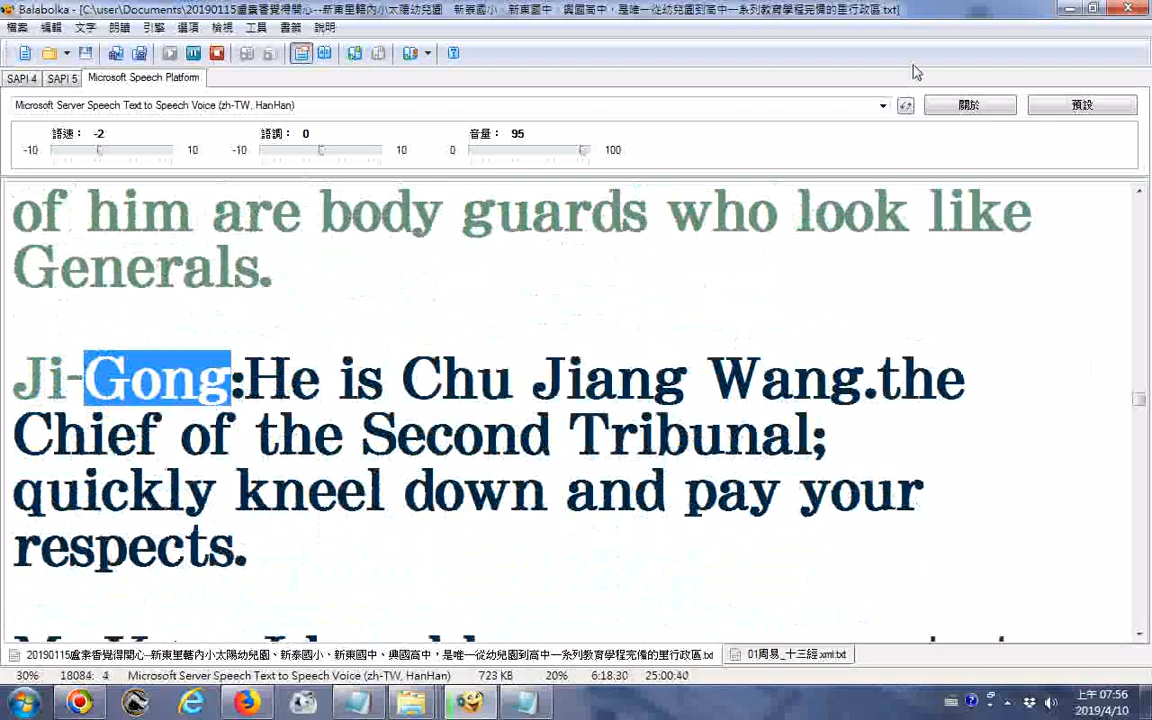 Balabolka - [C:\user\Documents\20190115盧素香覺得開心--新東里轄內小太陽幼兒園、新泰國小、新東國中、興國高中，是唯一從幼兒園到高中一系列教育學程完備的里行政區.txt]
檔案 編輯 文字 朗讀 引擎 選項 檢視 工具 書籤 說明
SAPI 4 SAPI 5 Microsoft Speech Platform
Microsoft Server Speech Text to Speech Voice (zh-TW, HanHan) 關於 預設
語速： -2 語調： 0 音量： 95
-10 10 -10 10 0 100
of him are body guards who look like
Generals.
Ji-Gong:He is Chu Jiang Wang.the
Chief of the Second Tribunal;
quickly kneel down and pay your
respects.
20190115盧素香覺得開心--新東里轄內小太陽幼兒園、新泰國小、新東國中、興國高中，是唯一從幼兒園到高中一系列教育學程完備的里行政區.txt 01周易_十三經.xml.txt
30% 18084: 4 Microsoft Server Speech Text to Speech Voice (zh-TW, HanHan) 723 KB 20% 6:18.30 25:00:40
上午 07:56
2019/4/10